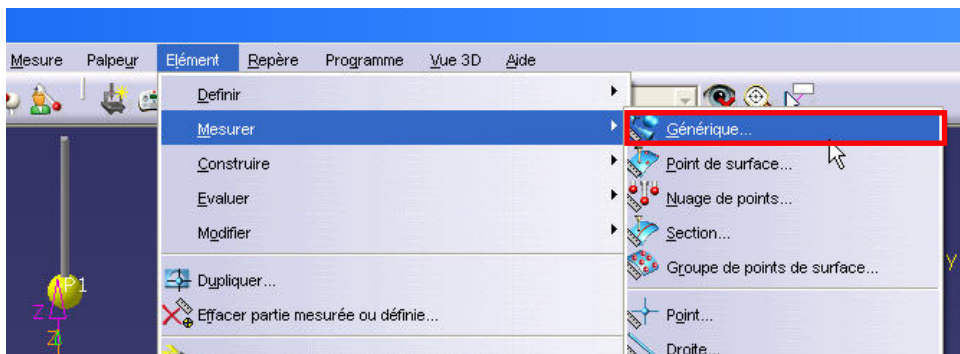 Mesure Palpeur Elément Repère Programme Vue 3D Aide
Definir
Mesurer
Générique...
Construire
Point de surface...
Evaluer
Nuage de points...
Modifier
Section...
Groupe de points de surface...
Dupliquer...
Effacer partie mesurée ou définie...
Point...
Droite...
P1
Z
Z
Y